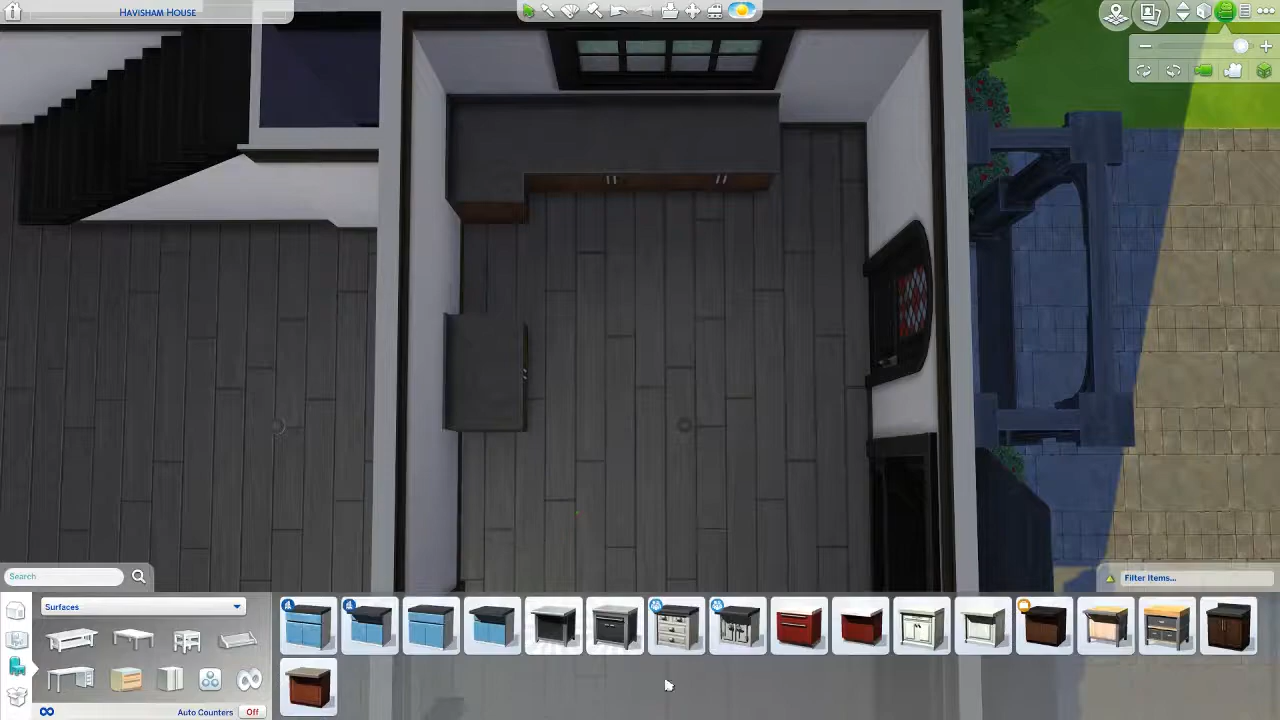 Havisham House
Search
Filter Items...
Surfaces
Auto Counters
Off